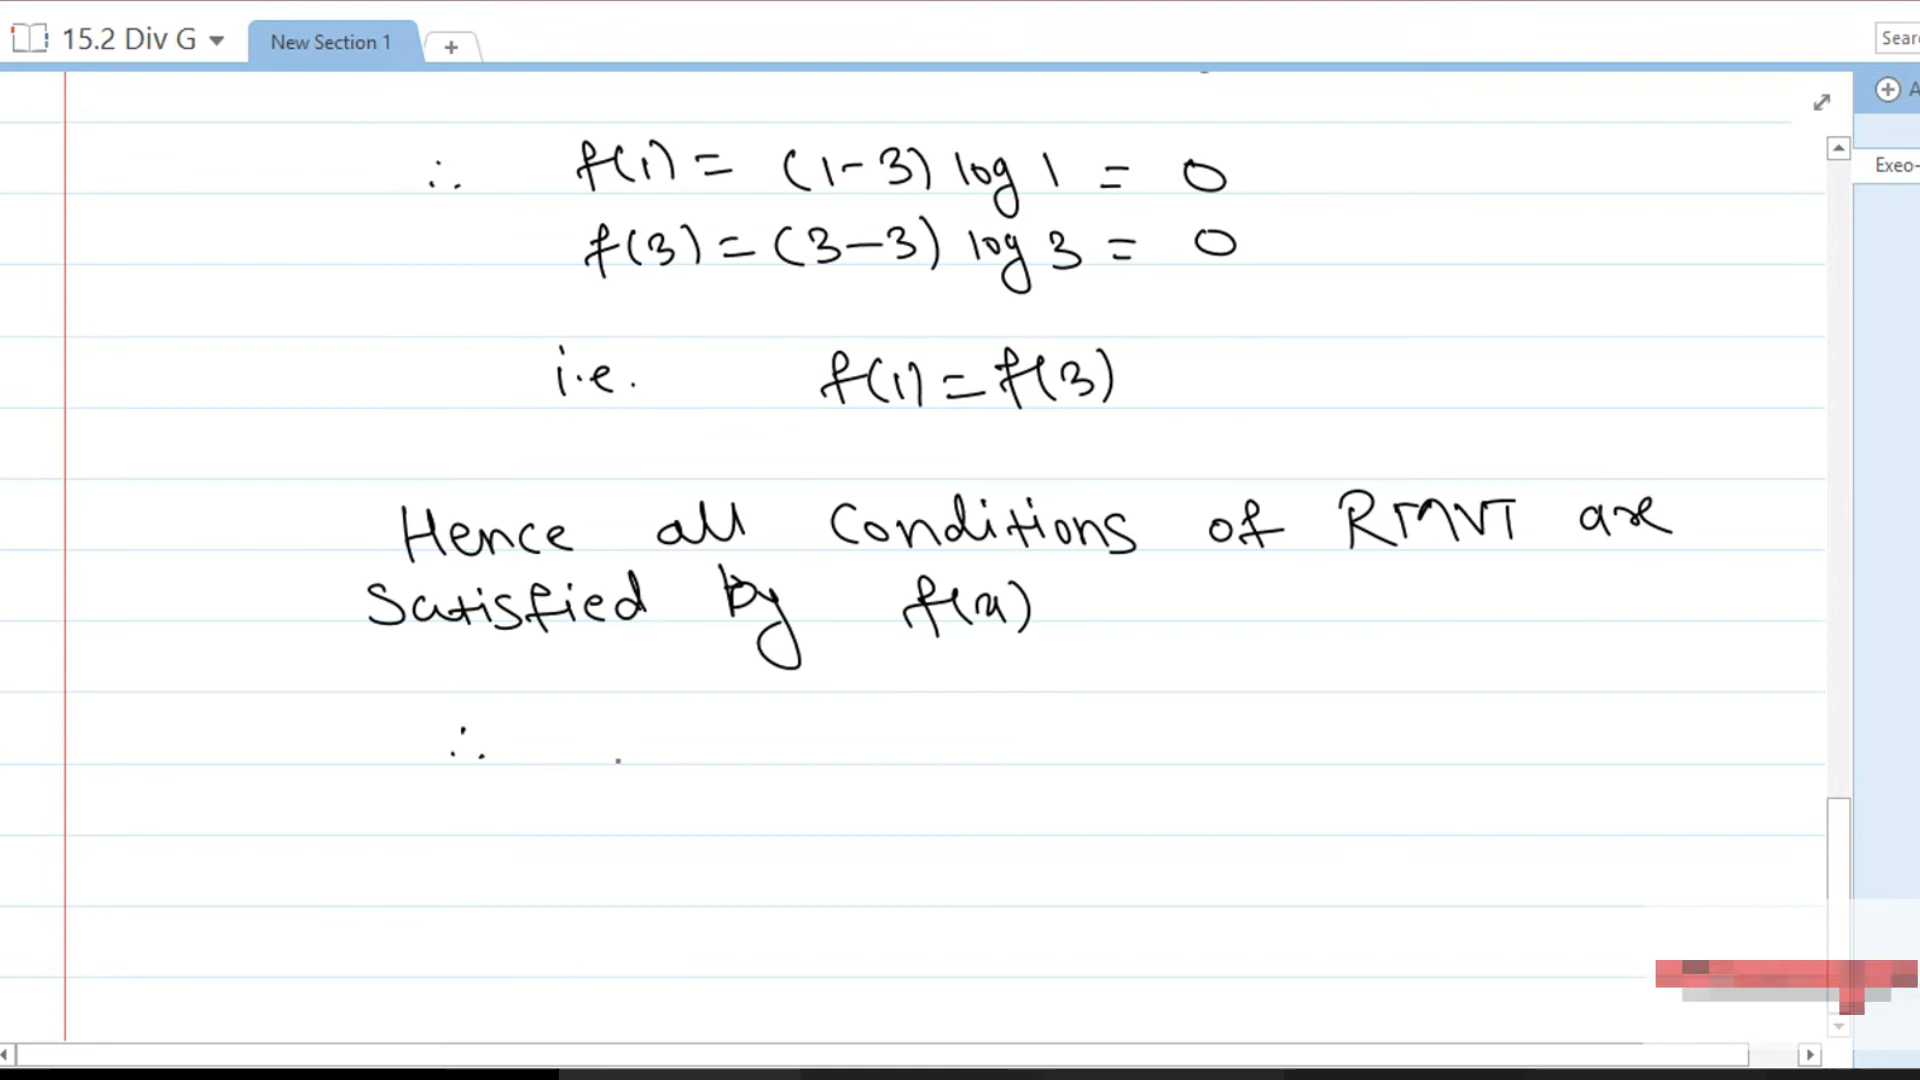 15.2 Div G
New Section 1
+
∴ f(1) = (1-3) log 1 = 0
f(3) = (3-3) log 3 = 0
i.e. f(1) = f(3)
Hence all conditions of RMVT are
satisfied by f(x)
∴